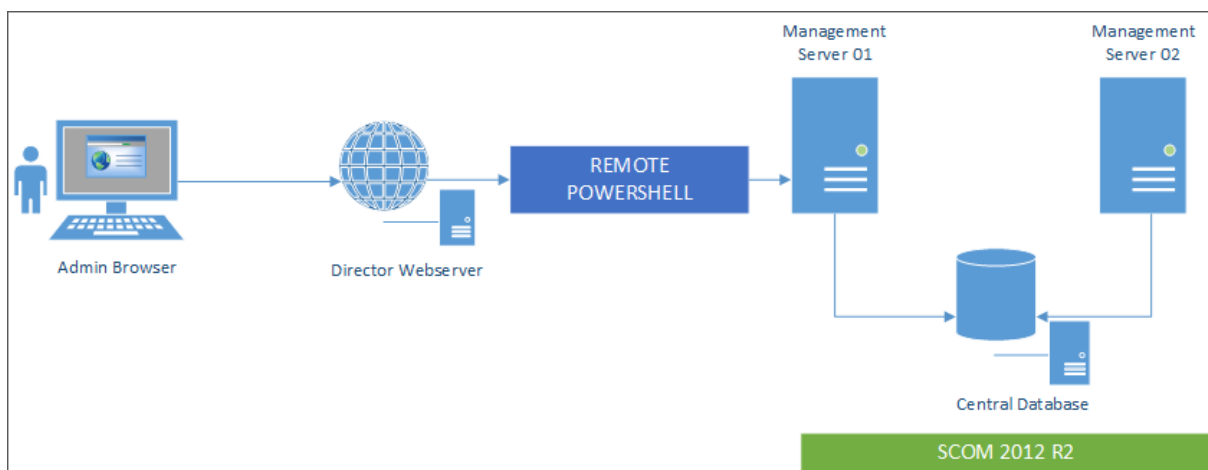 Management
Server 01
Management
Server 02
REMOTE
POWERSHELL
Admin Browser
Director Webserver
Central Database
SCOM 2012 R2